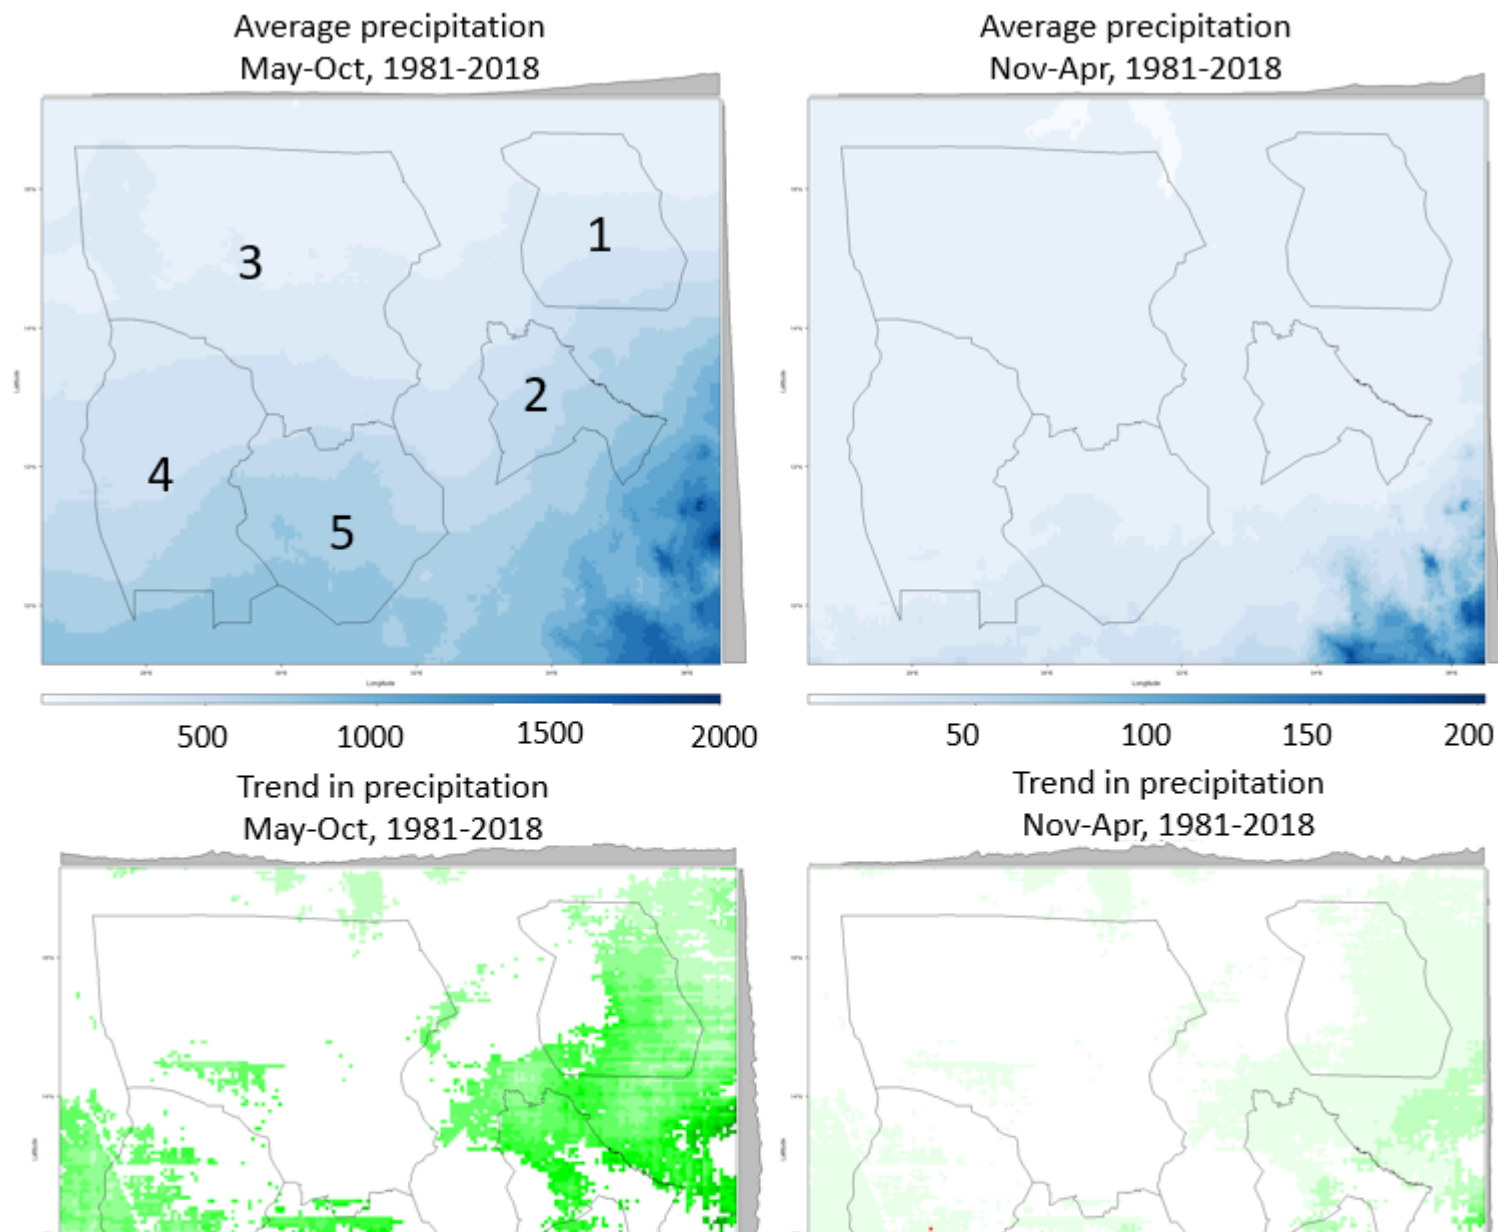 Average precipitation
May-Oct, 1981-2018
Average precipitation
Nov-Apr, 1981-2018
1
3
2
4
5
Longitude
Longitude
500 1000 1500 2000
50 100 150 200
Trend in precipitation
May-Oct, 1981-2018
Trend in precipitation
Nov-Apr, 1981-2018